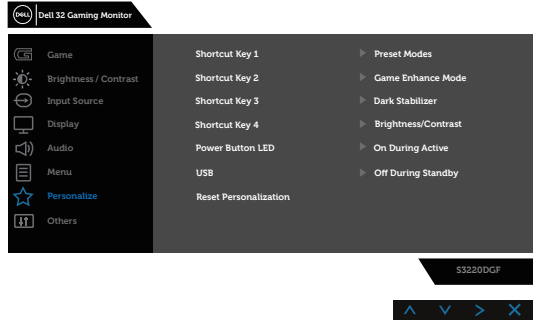 DELL Dell 32 Gaming Monitor
Game Shortcut Key 1 Preset Modes
Brightness / Contrast Shortcut Key 2 Game Enhance Mode
Input Source Shortcut Key 3 Dark Stabilizer
Display Shortcut Key 4 Brightness/Contrast
Audio Power Button LED On During Active
Menu USB Off During Standby
Personalize Reset Personalization
Others
S3220DGF